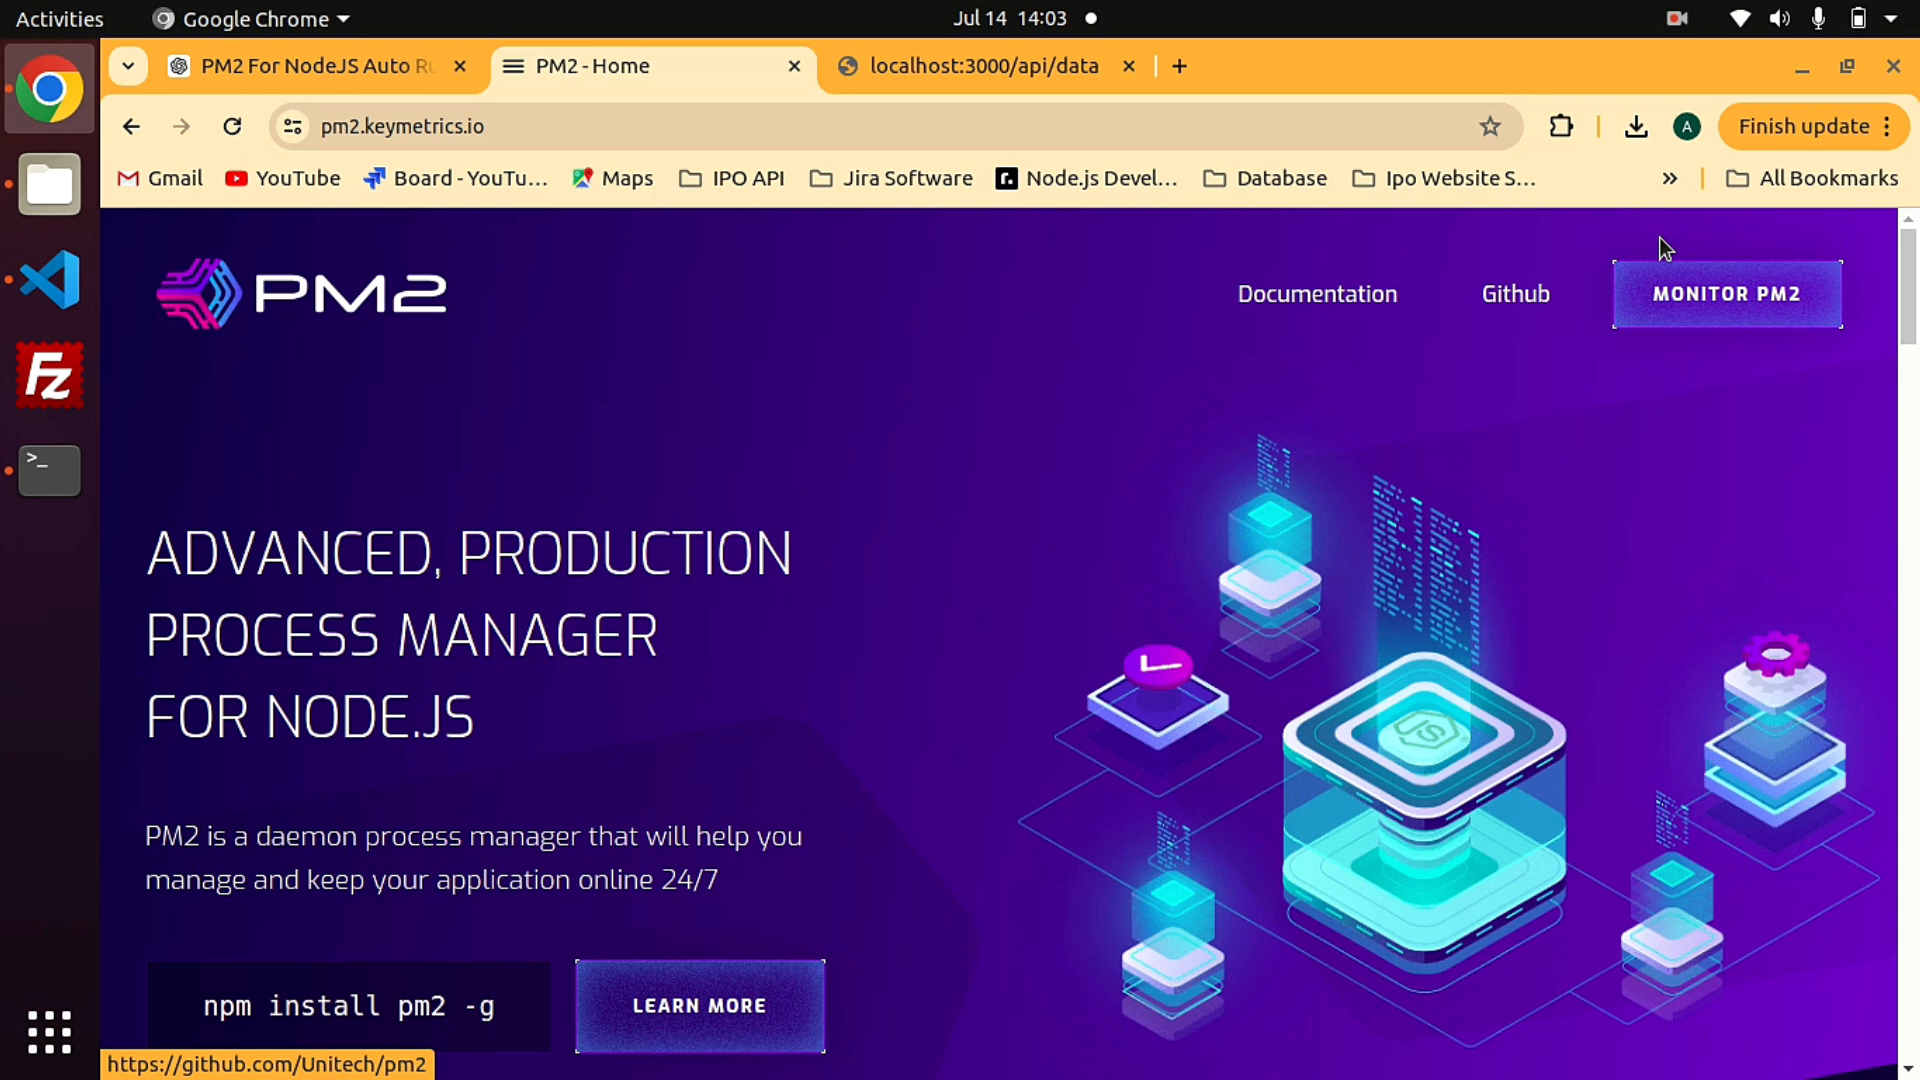 Activities
Google Chrome
Jul 14 14:03
PM2 For NodeJS Auto Ru
PM2 - Home
localhost:3000/api/data
pm2.keymetrics.io
A
Finish update
Gmail
YouTube
Board - YouTu...
Maps
IPO API
Jira Software
Node.js Devel...
Database
Ipo Website S...
»
All Bookmarks
PM2
Documentation
Github
MONITOR PM2
ADVANCED, PRODUCTION
PROCESS MANAGER
FOR NODE.JS
PM2 is a daemon process manager that will help you
manage and keep your application online 24/7
npm install pm2 -g
LEARN MORE
https://github.com/Unitech/pm2